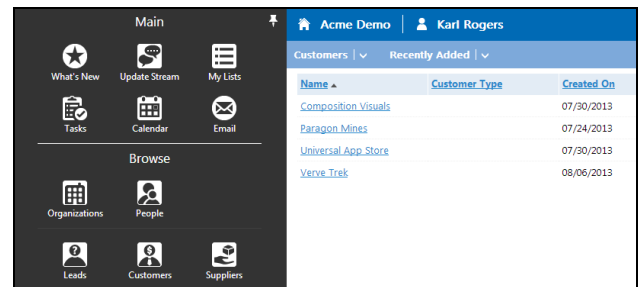 Main
What's New Update Stream My Lists
Tasks Calendar Email
Browse
Organizations People
Leads Customers Suppliers
Acme Demo Karl Rogers
Customers Recently Added
Name Customer Type Created On
Composition Visuals 07/30/2013
Paragon Mines 07/24/2013
Universal App Store 07/30/2013
Verve Trek 08/06/2013